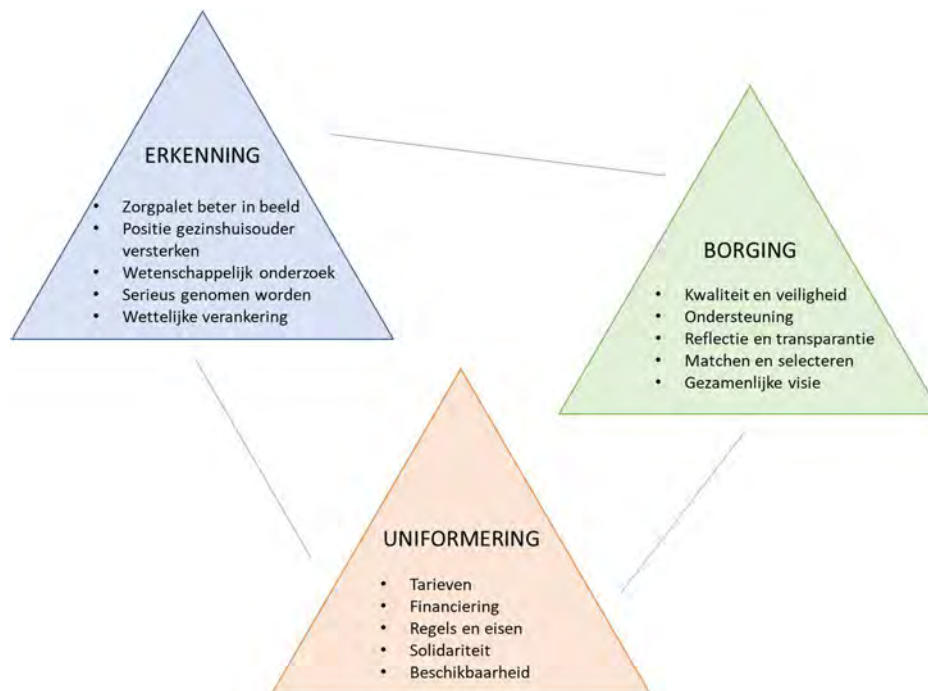 ERKENNING
• Zorgpalet beter in beeld
• Positie gezinshuisouder
versterken
• Wetenschappelijk onderzoek
• Serieus genomen worden
• Wettelijke verankering
BORGING
• Kwaliteit en veiligheid
• Ondersteuning
• Reflectie en transparantie
• Matchen en selecteren
• Gezamenlijke visie
UNIFORMERING
• Tarieven
• Financiering
• Regels en eisen
• Solidariteit
• Beschikbaarheid